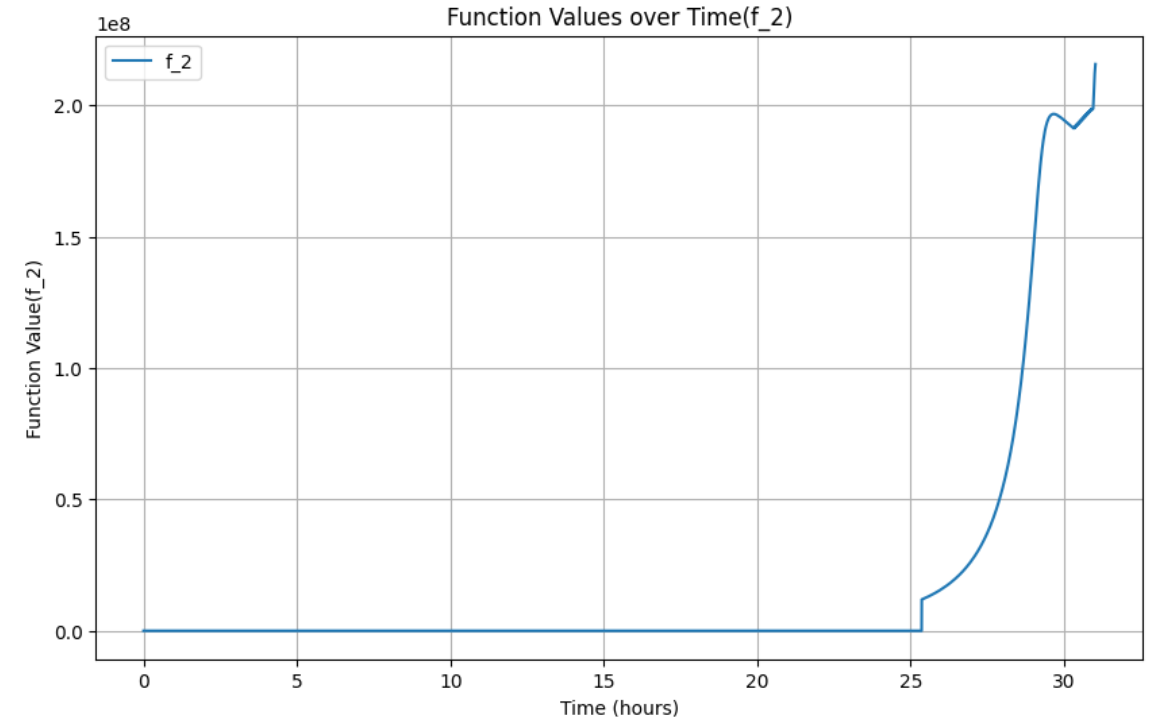 Function Values over Time(f_2)
1e8
f_2
2.0
1.5
1.0
0.5
0.0
Function Value(f_2)
0 5 10 15 20 25 30
Time (hours)